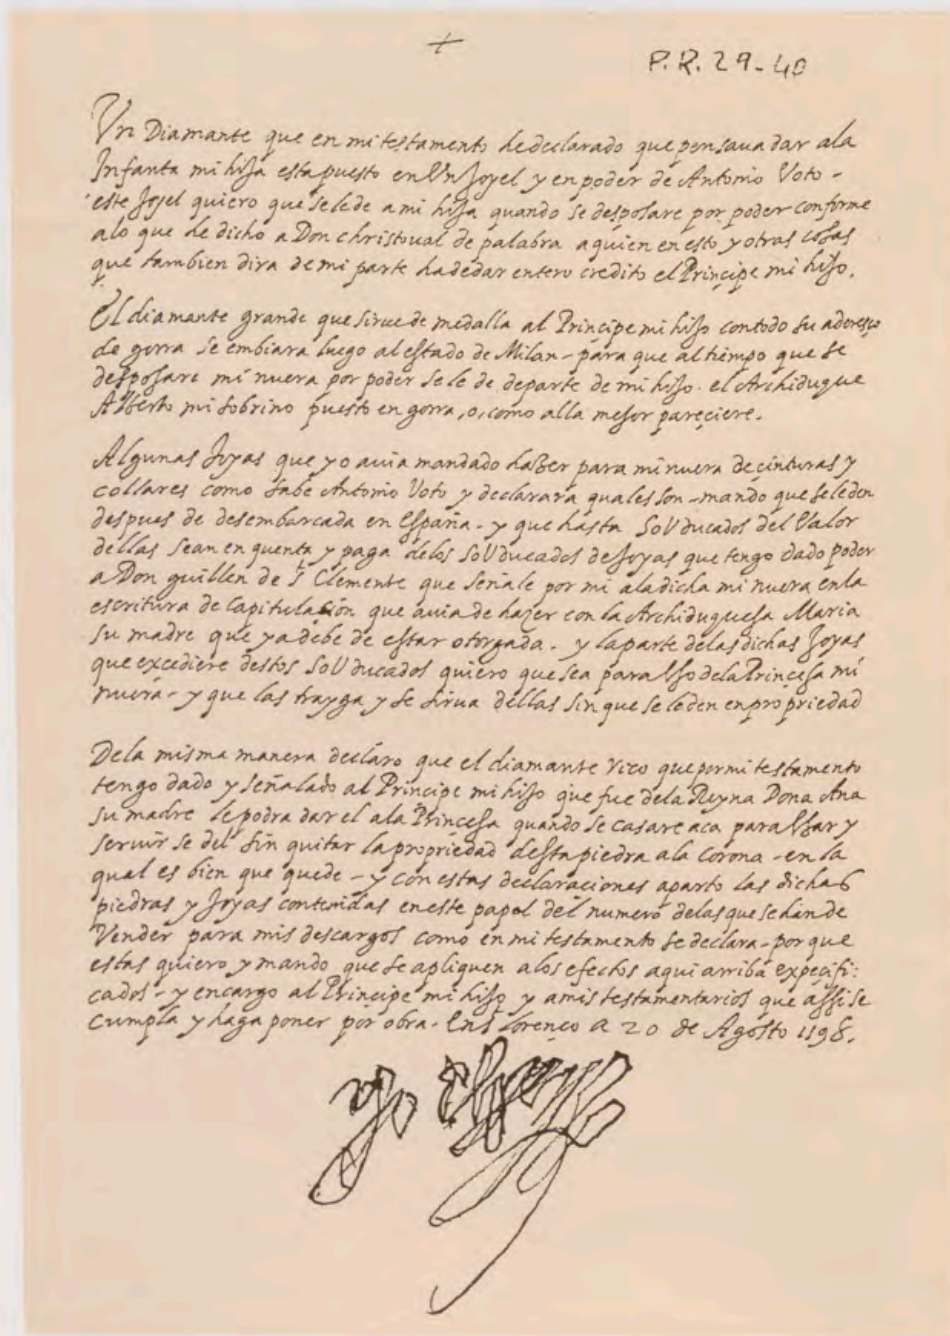 +
P.R. 29-40
Un Diamante que en mi testamento he declarado que pensaua dar ala
Infanta mi hija esta puesto en Un Joyel y en poder de Antonio Voto -
este Joyel quiero que se le de a mi hija quando se desposare por poder conforme
alo que he dicho a Don christoual de palabra a quien en esto y otras cosas
que tambien dira de mi parte ha de dar entero credito el Principe mi hijo.
El diamante grande que sirue de medalla al Principe mi hijo con todo su adereço
de gorra se embiara luego al estado de Milan - para que al tiempo que se
desposare mi nuera por poder se le de de parte de mi hijo. el Archiduque
Alberto mi sobrino puesto en gorra, o, como alla mejor pareciere.
Algunas Joyas que yo auia mandado hazer para mi nuera de çinturas y
collares como sabe Antonio Voto y declarara quales son - mando que se le den
despues de desembarcada en España - y que hasta 50U ducados del Valor
dellas sean en quenta y paga delos 50U ducados de Joyas que tengo dado poder
a Don guillen de S Clemente que señale por mi ala dicha mi nuera en la
escritura de Capitulaçion que auia de hazer con la Archiduquesa Maria
su madre que ya debe de estar otorgada. y la parte delas dichas Joyas
que excediere destos 50U ducados quiero que sea para Uso dela Princesa mi
nuera - y que las trayga y se sirua dellas sin que se le den en propriedad
Dela misma manera declaro que el diamante rico que por mi testamento
tengo dado y señalado al Principe mi hijo que fue dela Reyna Dona Ana
su madre le podra dar el ala Princesa quando se casare aca para Usar y
seruirse del sin quitar la propriedad desta piedra ala Corona - en la
qual es bien que quede - y con estas declaraciones aparto las dichas
piedras y Joyas contenidas en este papel del numero delas que se han de
Vender para mis descargos como en mi testamento se declara - por que
estas quiero y mando que se apliquen alos efectos aqui arriba expeçifi:
cados - y encargo al Principe mi hijo y a mis testamentarios que assi se
cumpla y haga poner por obra. En S Lorenço a 20 de Agosto 1598.
yo el Rey